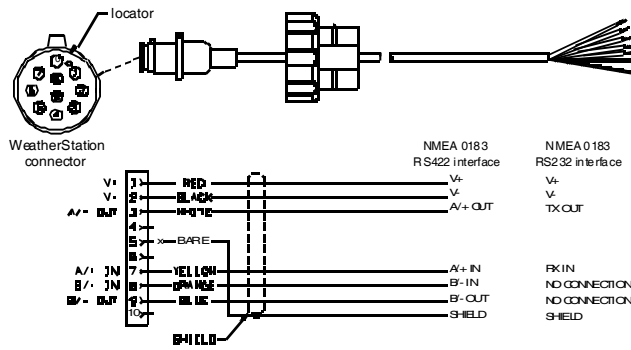 locator
WeatherStation
connector
NMEA 0183 NMEA 0183
RS422 interface RS232 interface
1 RED V+ V+
V- 2 BLACK V- V-
3 WHITE A/+ OUT TX OUT
4
5 × BARE
6
A/+ IN 7 YELLOW A/+ IN RX IN
B/- IN 8 ORANGE B/- IN NO CONNECTION
B/- OUT 9 BLUE B/- OUT NO CONNECTION
10 SHIELD SHIELD
SHIELD